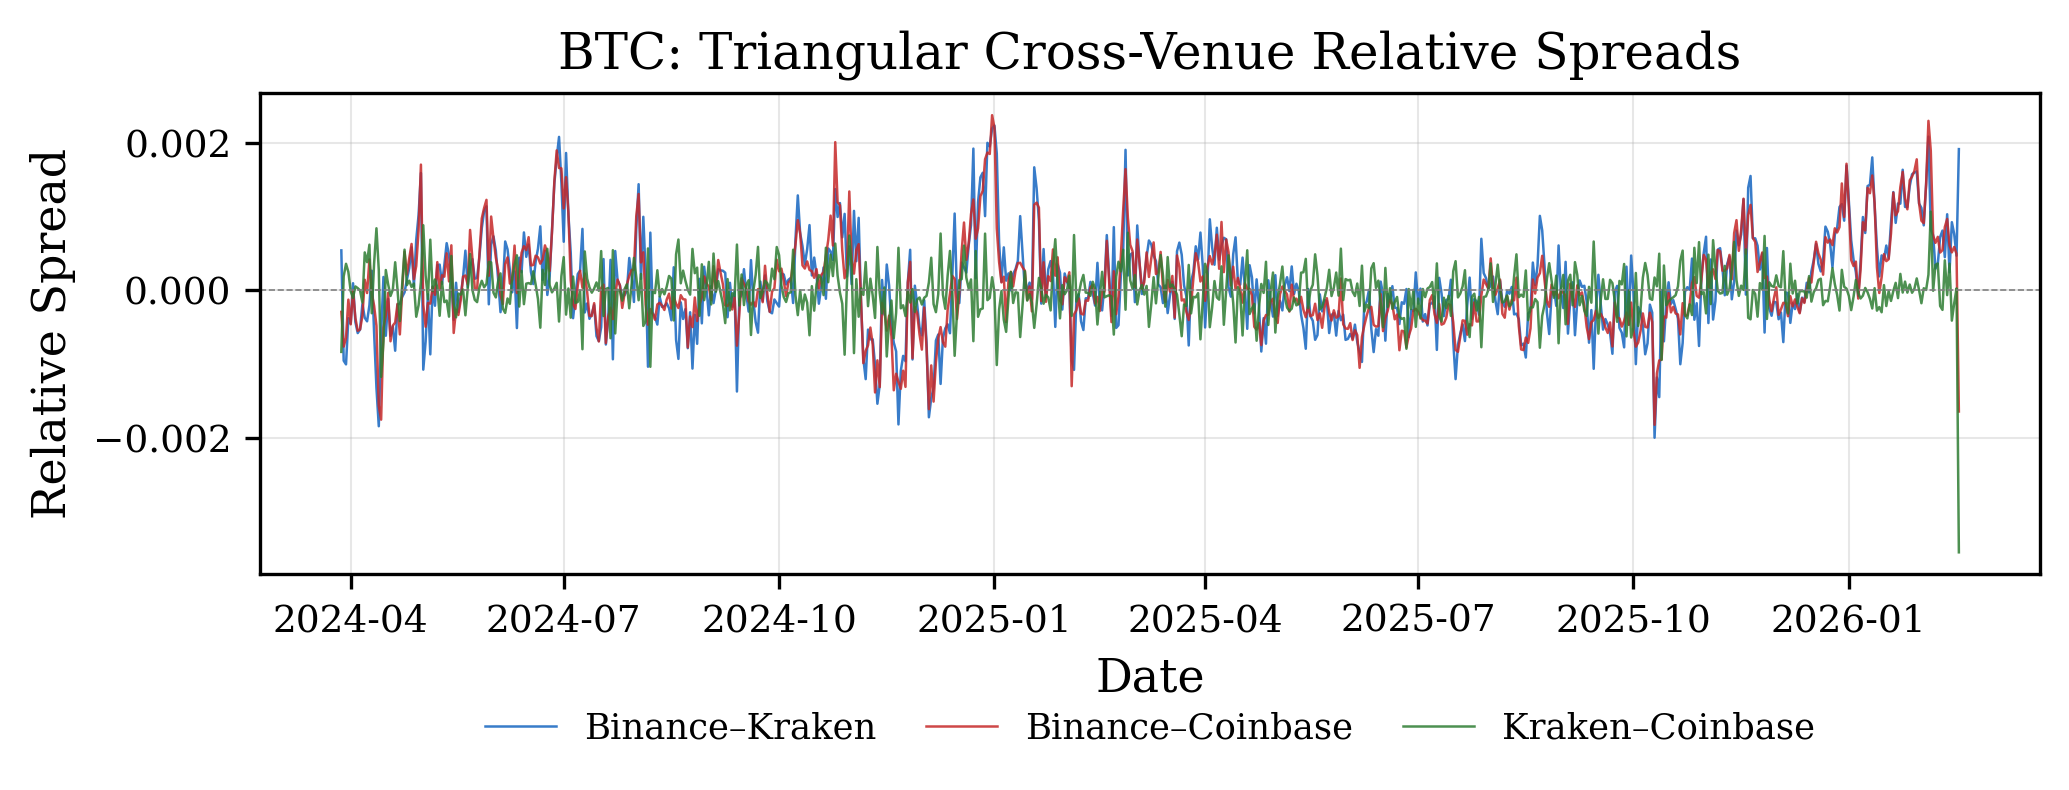 BTC: Triangular Cross-Venue Relative Spreads
Relative Spread
0.002
0.000
−0.002
2024-04 2024-07 2024-10 2025-01 2025-04 2025-07 2025-10 2026-01
Date
Binance–Kraken Binance–Coinbase Kraken–Coinbase